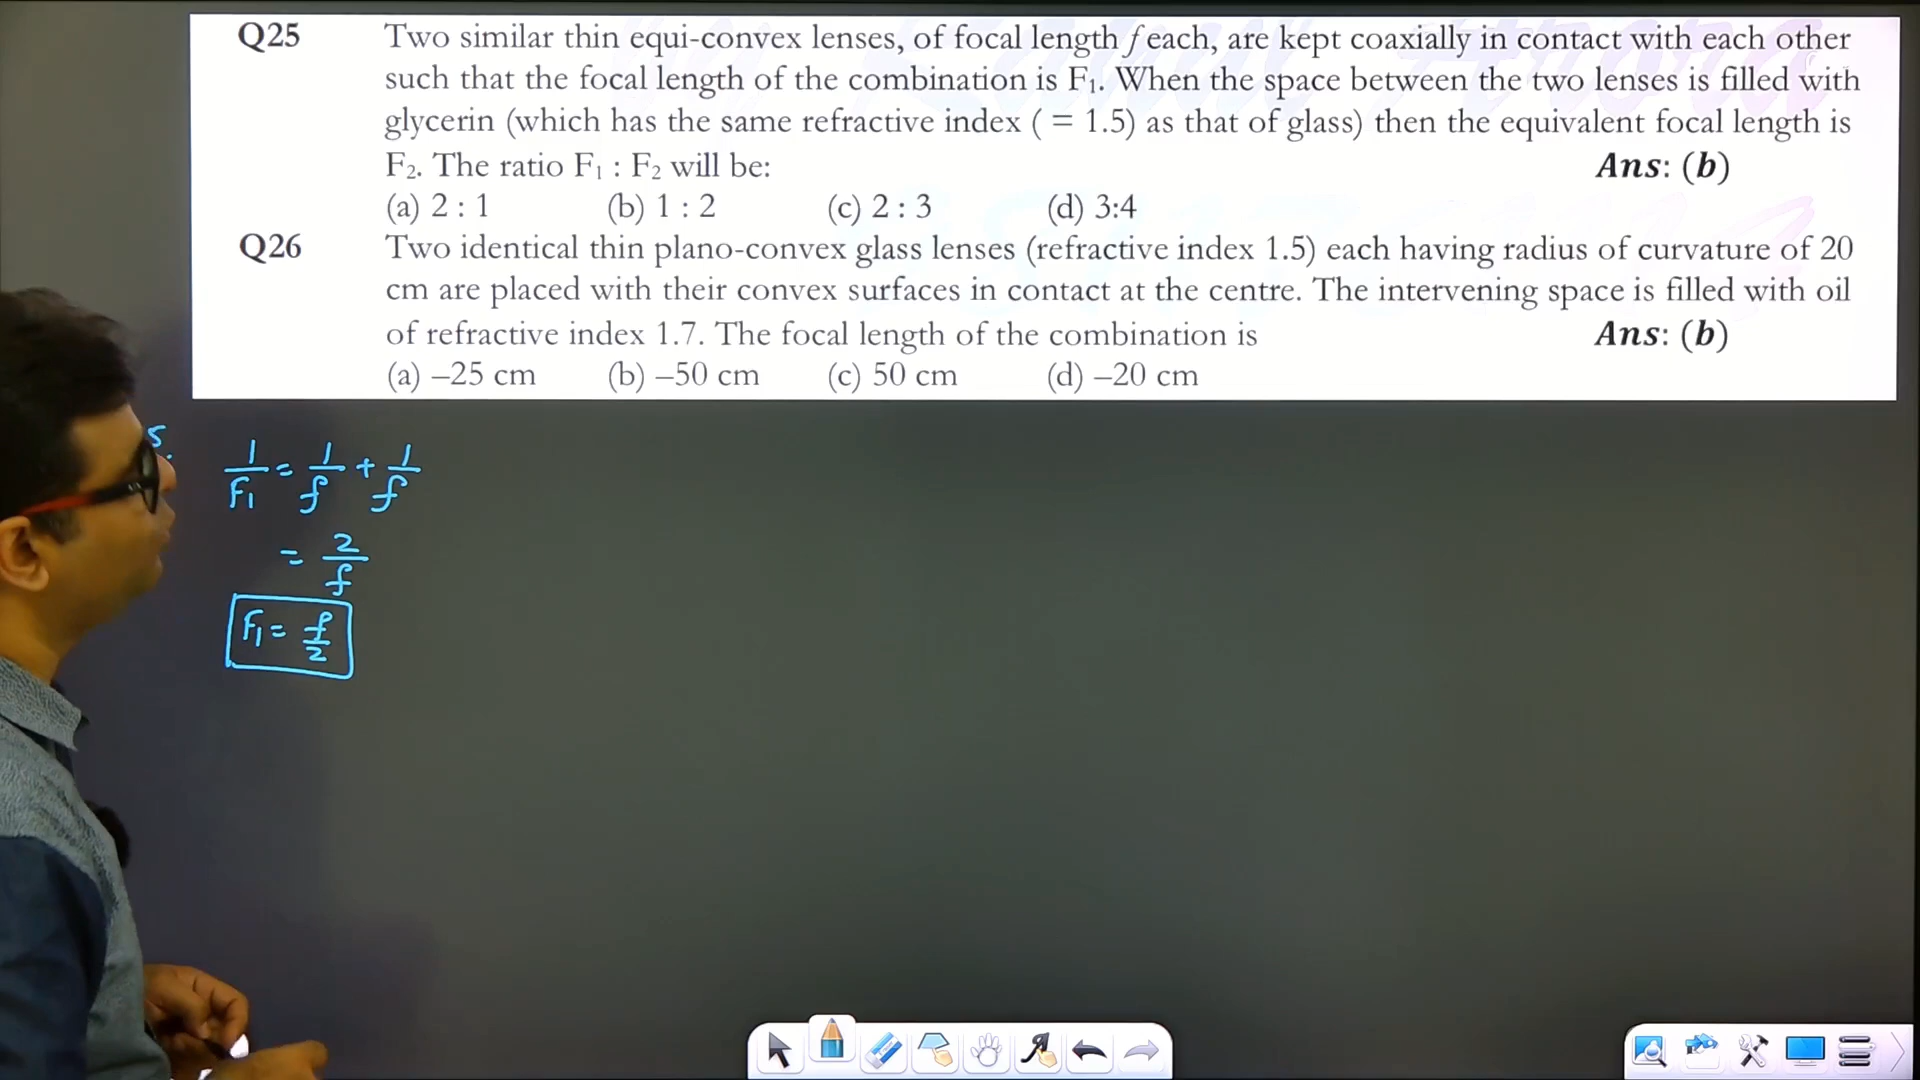 Q25 Two similar thin equi-convex lenses, of focal length f each, are kept coaxially in contact with each other
such that the focal length of the combination is F₁. When the space between the two lenses is filled with
glycerin (which has the same refractive index ( = 1.5) as that of glass) then the equivalent focal length is
F₂. The ratio F₁ : F₂ will be: Ans: (b)
(a) 2 : 1 (b) 1 : 2 (c) 2 : 3 (d) 3:4
Q26 Two identical thin plano-convex glass lenses (refractive index 1.5) each having radius of curvature of 20
cm are placed with their convex surfaces in contact at the centre. The intervening space is filled with oil
of refractive index 1.7. The focal length of the combination is Ans: (b)
(a) –25 cm (b) –50 cm (c) 50 cm (d) –20 cm
1/F₁ = 1/f + 1/f
= 2/f
F₁ = f/2